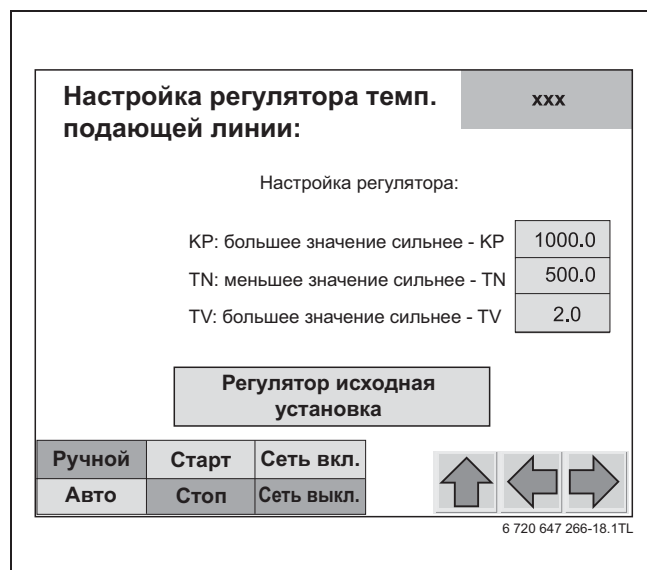 Настройка регулятора темп.
подающей линии:
xxx
Настройка регулятора:
KP: большее значение сильнее - KP 1000.0
TN: меньшее значение сильнее - TN 500.0
TV: большее значение сильнее - TV 2.0
Регулятор исходная
установка
Ручной Старт Сеть вкл.
Авто Стоп Сеть выкл.
6 720 647 266-18.1TL